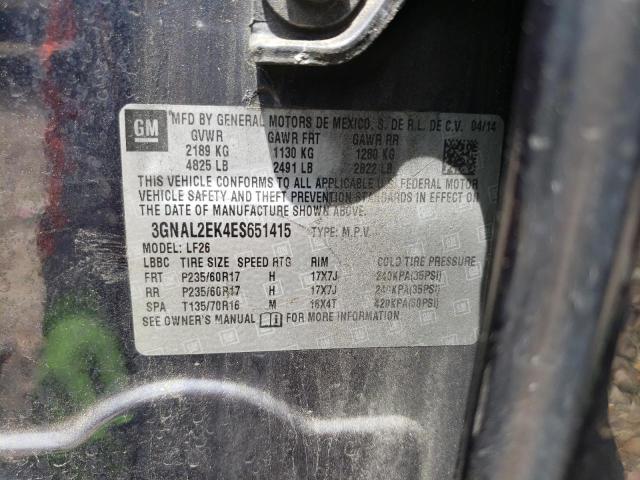 GM
MFD BY GENERAL MOTORS DE MEXICO, S. DE R.L. DE C.V. 04/14
GVWR GAWR FRT GAWR RR
2189 KG 1130 KG 1280 KG
4825 LB 2491 LB 2822 LB
THIS VEHICLE CONFORMS TO ALL APPLICABLE U.S. FEDERAL MOTOR
VEHICLE SAFETY AND THEFT PREVENTION STANDARDS IN EFFECT ON
THE DATE OF MANUFACTURE SHOWN ABOVE.
3GNAL2EK4ES651415 TYPE: M.P.V.
MODEL: LF26
LBBC TIRE SIZE SPEED RTG RIM COLD TIRE PRESSURE
FRT P235/60R17 H 17X7J 240KPA(35PSI)
RR P235/60R17 H 17X7J 240KPA(35PSI)
SPA T135/70R16 M 16X4T 420KPA(60PSI)
SEE OWNER'S MANUAL FOR MORE INFORMATION